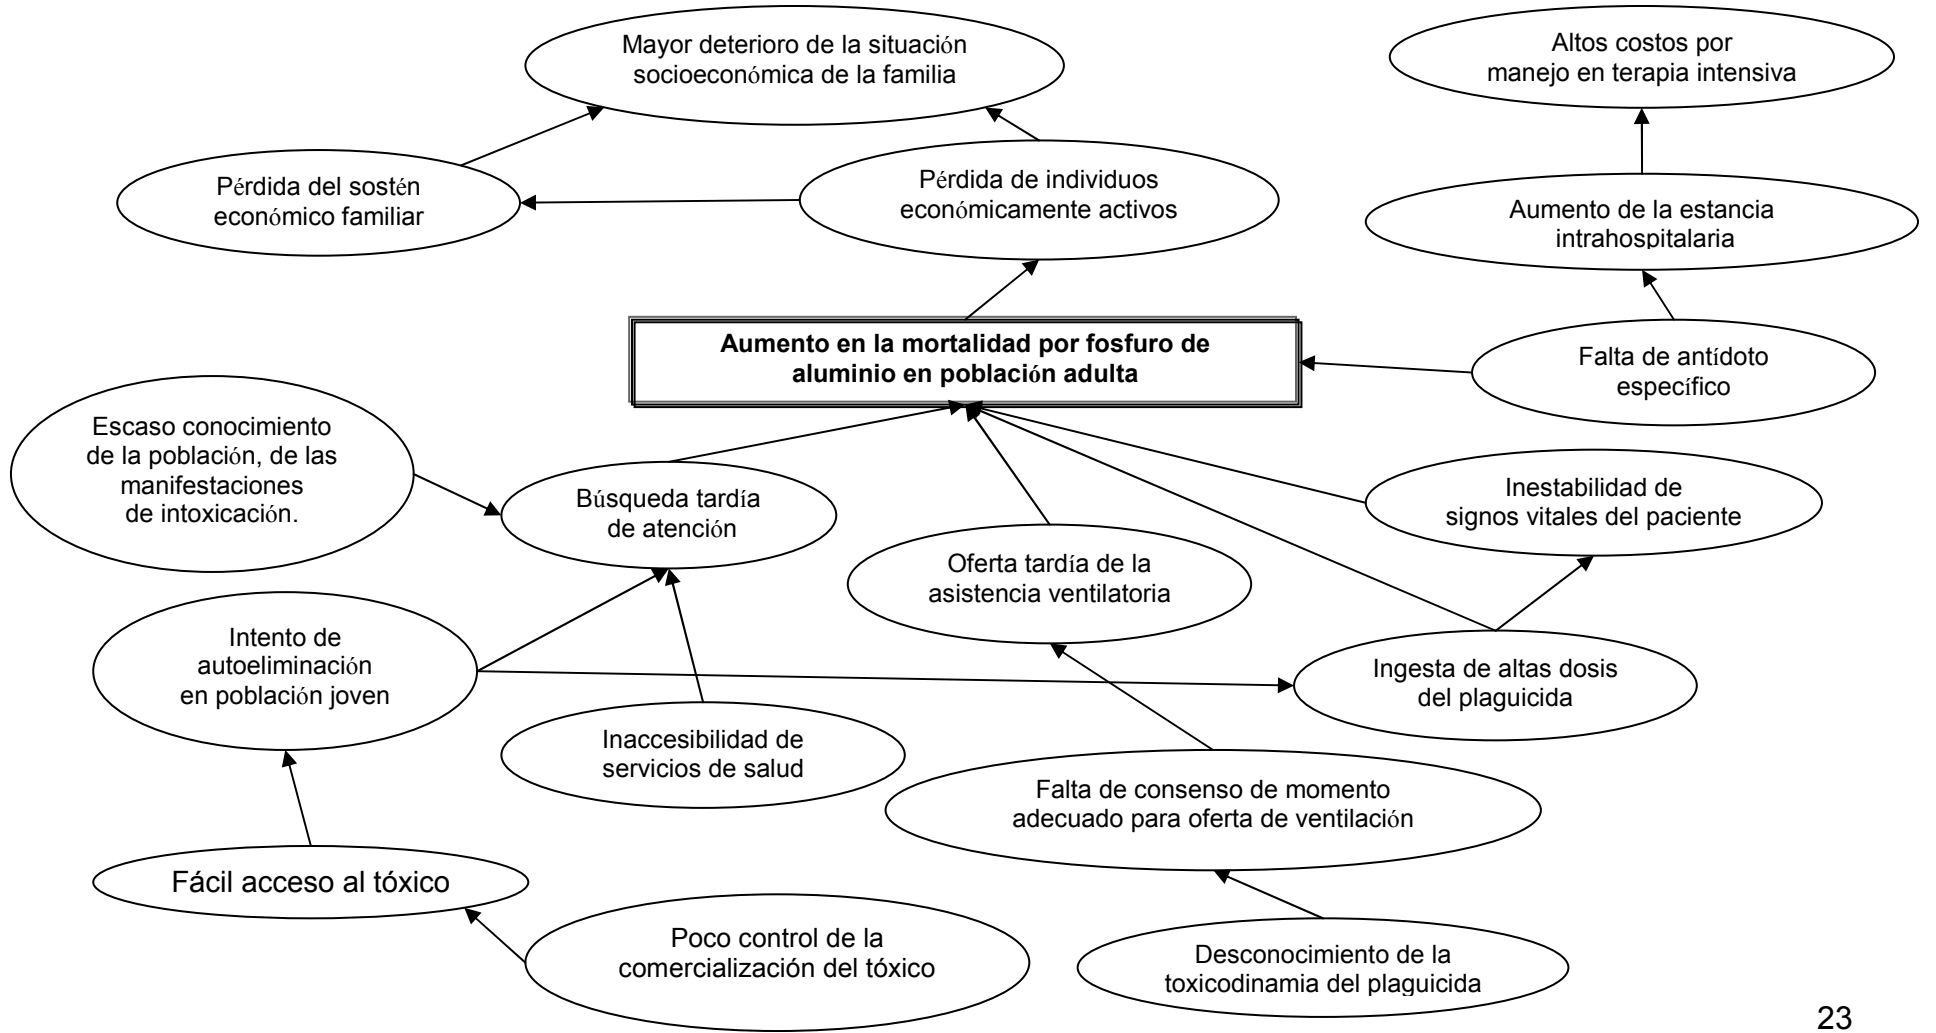 Mayor deterioro de la situación
socioeconómica de la familia
Altos costos por
manejo en terapia intensiva
Pérdida del sostén
económico familiar
Pérdida de individuos
económicamente activos
Aumento de la estancia
intrahospitalaria
Aumento en la mortalidad por fosfuro de
aluminio en población adulta
Falta de antídoto
específico
Escaso conocimiento
de la población, de las
manifestaciones
de intoxicación.
Búsqueda tardía
de atención
Inestabilidad de
signos vitales del paciente
Oferta tardía de la
asistencia ventilatoria
Intento de
autoeliminación
en población joven
Ingesta de altas dosis
del plaguicida
Inaccesibilidad de
servicios de salud
Falta de consenso de momento
adecuado para oferta de ventilación
Fácil acceso al tóxico
Poco control de la
comercialización del tóxico
Desconocimiento de la
toxicodinamia del plaguicida
23